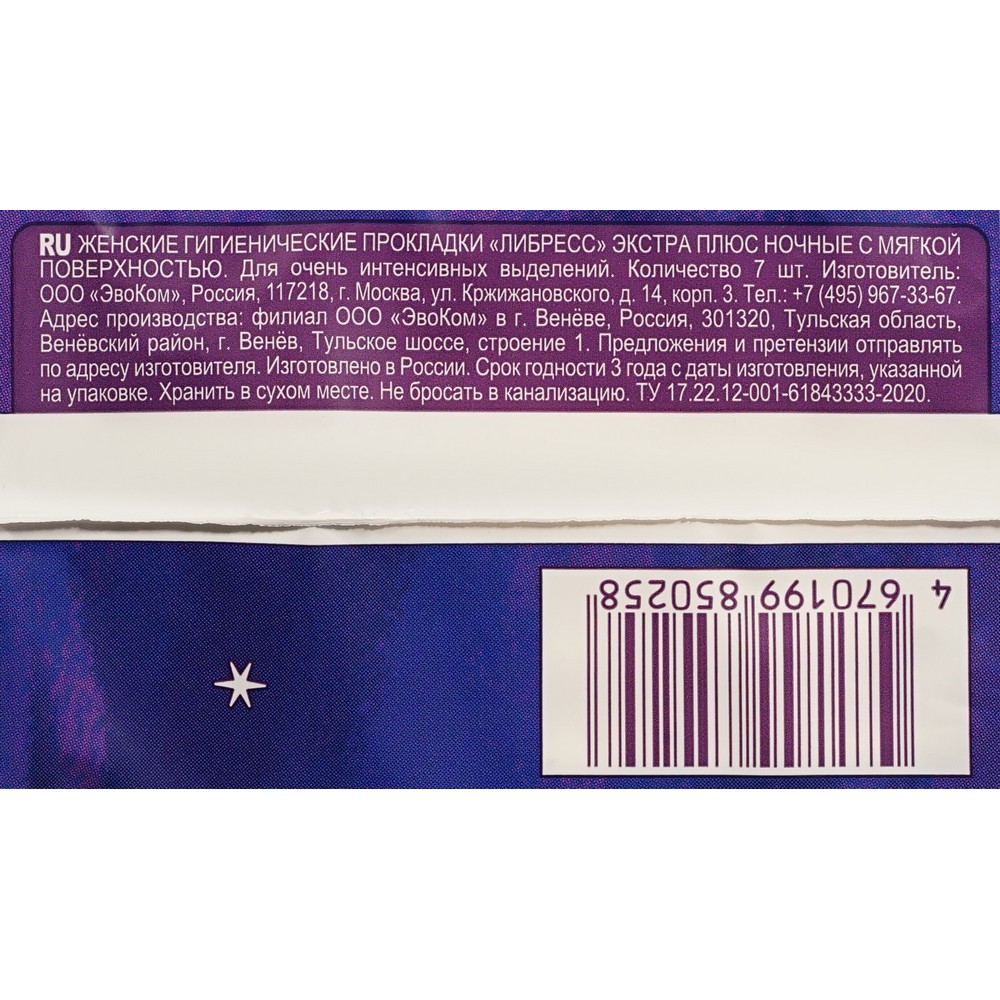 RU ЖЕНСКИЕ ГИГИЕНИЧЕСКИЕ ПРОКЛАДКИ «ЛИБРЕСС» ЭКСТРА ПЛЮС НОЧНЫЕ С МЯГКОЙ
ПОВЕРХНОСТЬЮ. Для очень интенсивных выделений. Количество 7 шт. Изготовитель:
ООО «ЭвоКом», Россия, 117218, г. Москва, ул. Кржижановского, д. 14, корп. 3. Тел.: +7 (495) 967-33-67.
Адрес производства: филиал ООО «ЭвоКом» в г. Венёве, Россия, 301320, Тульская область,
Венёвский район, г. Венёв, Тульское шоссе, строение 1. Предложения и претензии отправлять
по адресу изготовителя. Изготовлено в России. Срок годности 3 года с даты изготовления, указанной
на упаковке. Хранить в сухом месте. Не бросать в канализацию. ТУ 17.22.12-001-61843333-2020.
4 670199 850258